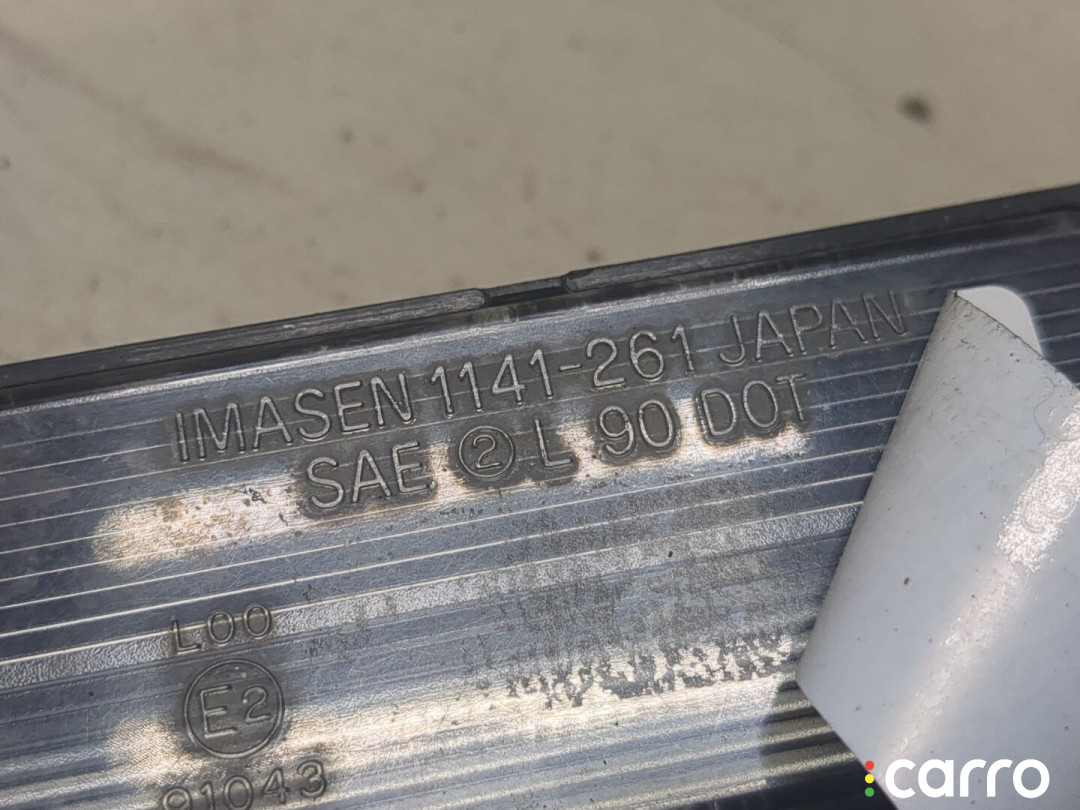 IMASEN 1141-261 JAPAN
SAE ② L 90 DOT
L00
E2
91043
carro